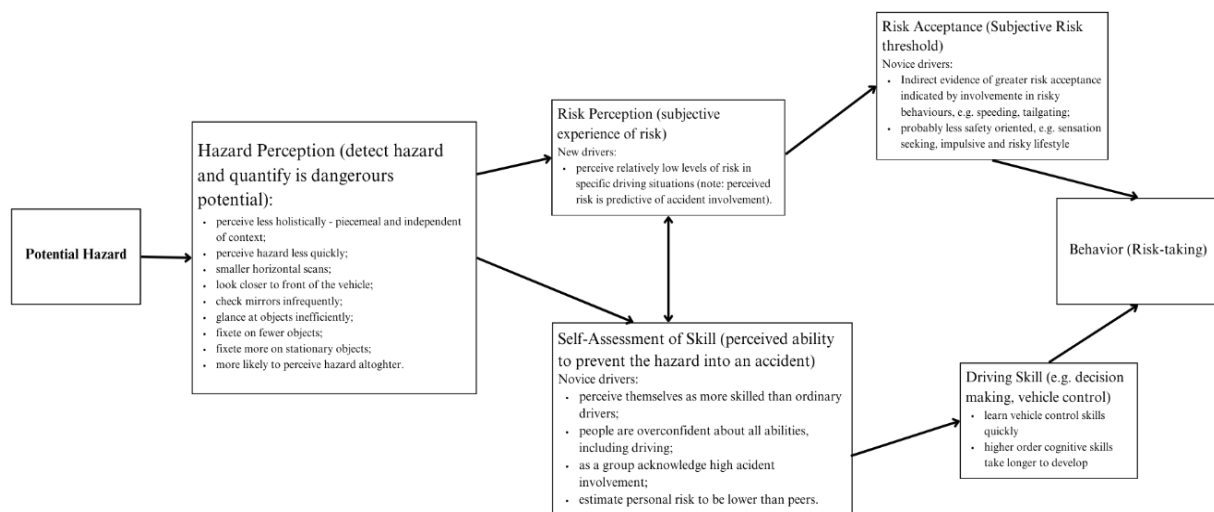 Potential Hazard
Hazard Perception (detect hazard
and quantify is dangerours
potential):
• perceive less holistically - piecemeal and independent
of context;
• perceive hazard less quickly;
• smaller horizontal scans;
• look closer to front of the vehicle;
• check mirrors infrequently;
• glance at objects inefficiently;
• fixete on fewer objects;
• fixete more on stationary objects;
• more likely to perceive hazard altoghter.
Risk Perception (subjective
experience of risk)
New drivers:
• perceive relatively low levels of risk in
specific driving situations (note: perceived
risk is predictive of accident involvement).
Self-Assessment of Skill (perceived ability
to prevent the hazard into an accident)
Novice drivers:
• perceive themselves as more skilled than ordinary
drivers;
• people are overconfident about all abilities,
including driving;
• as a group acknowledge high acident
involvement;
• estimate personal risk to be lower than peers.
Risk Acceptance (Subjective Risk
threshold)
Novice drivers:
• Indirect evidence of greater risk acceptance
indicated by involvemente in risky
behaviours, e.g. speeding, tailgating;
• probably less safety oriented, e.g. sensation
seeking, impulsive and risky lifestyle
Driving Skill (e.g. decision
making, vehicle control)
• learn vehicle control skills
quickly
• higher order cognitive skills
take longer to develop
Behavior (Risk-taking)